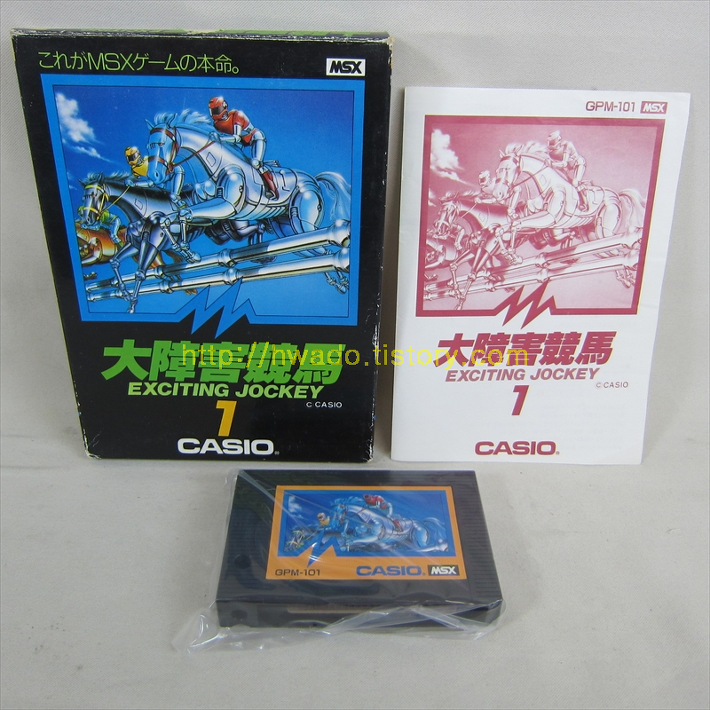 これがMSXゲームの本命。
MSX
大障害競馬
EXCITING JOCKEY
C CASIO
1
CASIO®
GPM-101 MSX
大障害競馬
EXCITING JOCKEY
C CASIO
1
CASIO®
http://hwado.tistory.com
GPM-101 CASIO® MSX